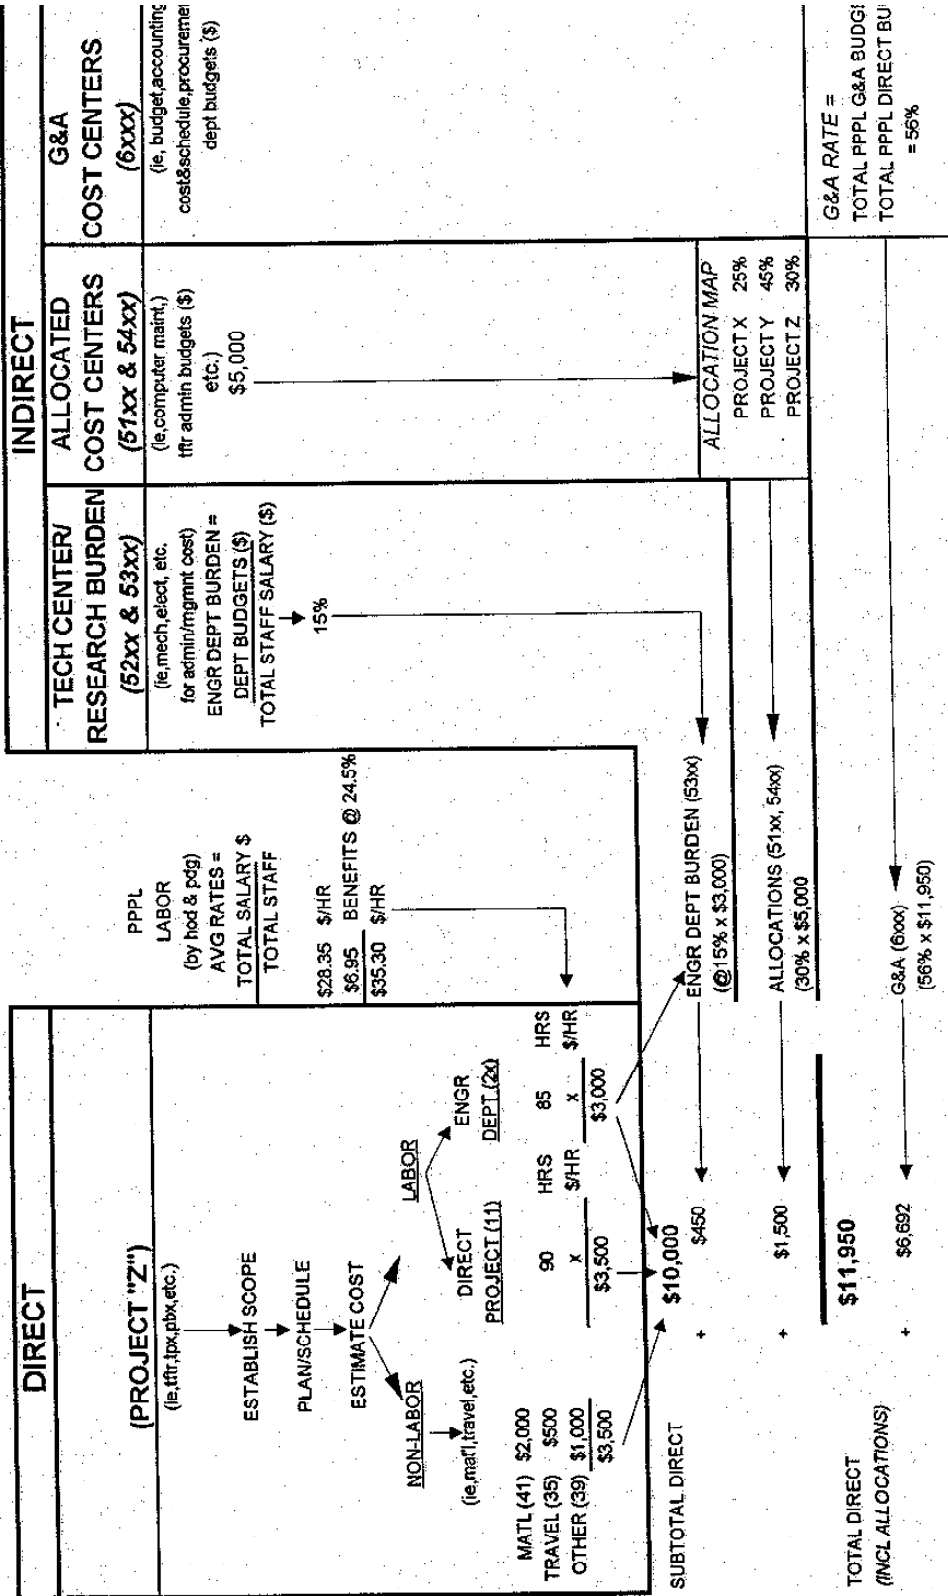 DIRECT
(PROJECT "Z")
(ie,tftr,tpx,pbx,etc.)
ESTABLISH SCOPE
PLAN/SCHEDULE
ESTIMATE COST
NON-LABOR
(ie,mat'l,travel,etc.)
LABOR
DIRECT
PROJECT (11)
ENGR
DEPT.(2x)
MATL (41) $2,000
TRAVEL (35) $500
OTHER (39) $1,000
$3,500
90 HRS
x $/HR
$3,500
85 HRS
x $/HR
$3,000
PPPL
LABOR
(by hod & pdg)
AVG RATES =
TOTAL SALARY $
TOTAL STAFF
$28.35 $/HR
$6.95 BENEFITS @ 24.5%
$35.30 $/HR
INDIRECT
TECH CENTER/
RESEARCH BURDEN
(52xx & 53xx)
(ie,mech,elect, etc.
for admin/mgmnt cost)
ENGR DEPT BURDEN =
DEPT BUDGETS ($)
TOTAL STAFF SALARY ($)
15%
ALLOCATED
COST CENTERS
(51xx & 54xx)
(ie,computer maint,)
tftr admin budgets ($)
etc.)
$5,000
ALLOCATION MAP
PROJECT X 25%
PROJECT Y 45%
PROJECT Z 30%
G&A
COST CENTERS
(6xxx)
(ie, budget,accounting
cost&schedule,procureme
dept budgets ($)
SUBTOTAL DIRECT $10,000
+ $450 ENGR DEPT BURDEN (53xx)
(@15% x $3,000)
+ $1,500 ALLOCATIONS (51xx, 54xx)
(30% x $5,000
TOTAL DIRECT $11,950
(INCL ALLOCATIONS)
+ $6,692 G&A (6xxx)
(56% x $11,950)
G&A RATE =
TOTAL PPPL G&A BUDG
TOTAL PPPL DIRECT BU
= 56%